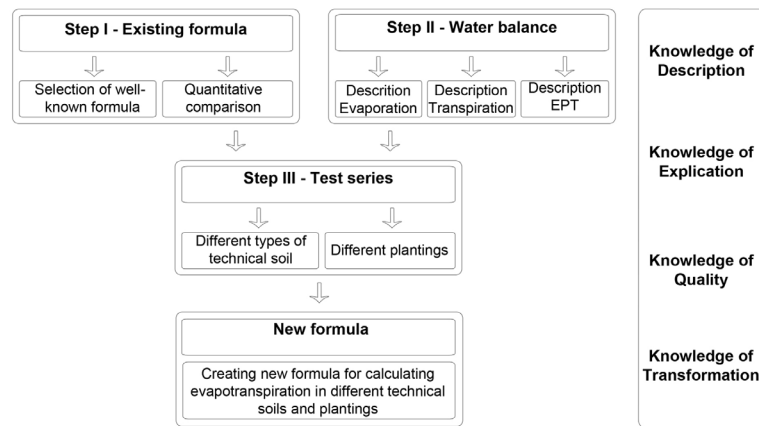 Step I - Existing formula
Selection of well-
known formula
Quantitative
comparison
Step II - Water balance
Descrition
Evaporation
Description
Transpiration
Description
EPT
Step III - Test series
Different types of
technical soil
Different plantings
New formula
Creating new formula for calculating
evapotranspiration in different technical
soils and plantings
Knowledge of
Description
Knowledge of
Explication
Knowledge of
Quality
Knowledge of
Transformation